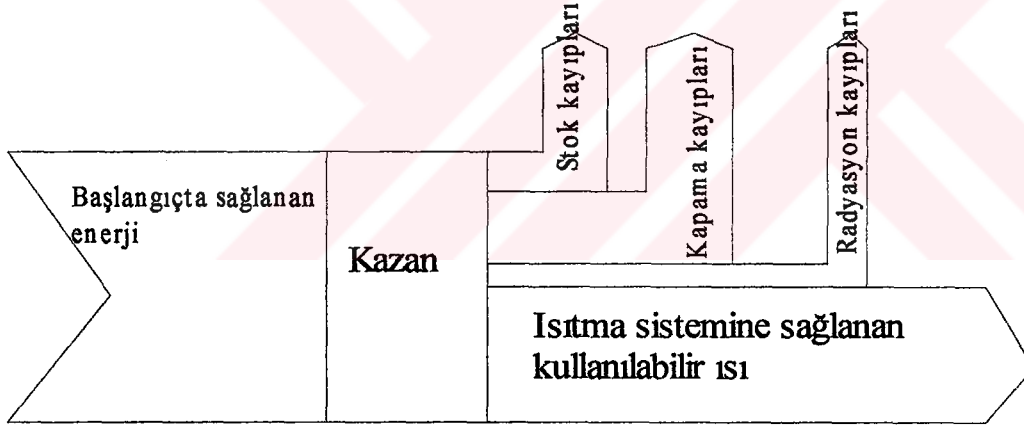 Başlangıçta sağlanan
enerji
Kazan
Stok kayıpları
Kapama kayıpları
Radyasyon kayıpları
Isıtma sistemine sağlanan
kullanılabilir ısı